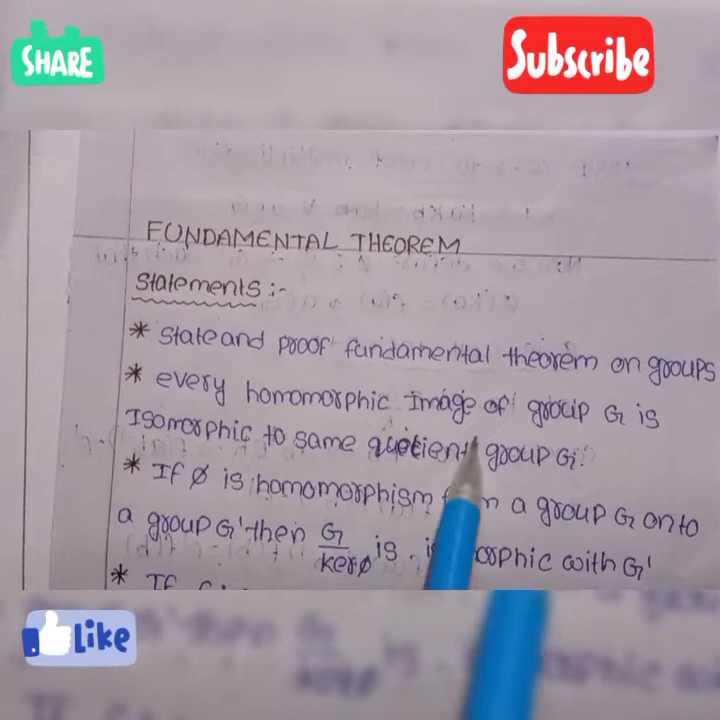 SHARE
Subscribe
FUNDAMENTAL THEOREM
Statements :-
* State and proof fundamental theorem on groups
* every homomorphic Image of group G is
Isomorphic to same quotient group G.
* If ø is homomorphism a group G onto
a group G' then G/kerø is with G'
* If
Like